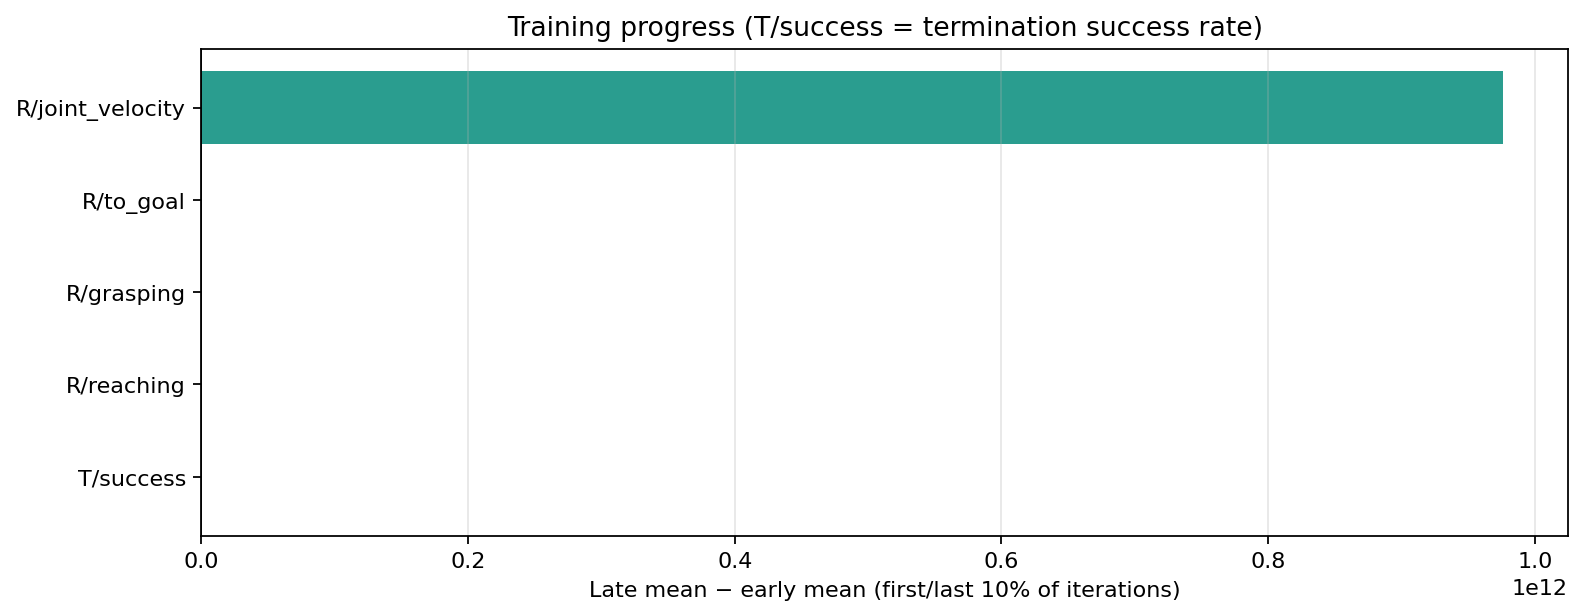 Training progress (T/success = termination success rate)
R/joint_velocity
R/to_goal
R/grasping
R/reaching
T/success
0.0 0.2 0.4 0.6 0.8 1.0
1e12
Late mean − early mean (first/last 10% of iterations)